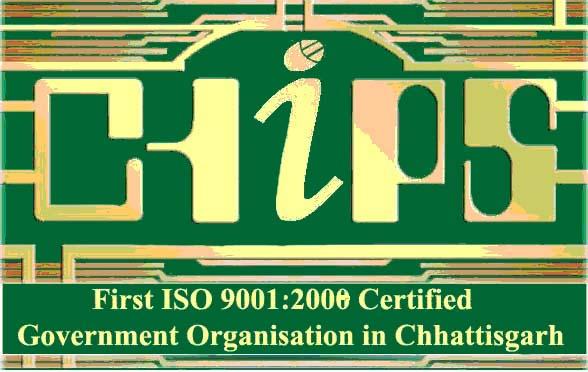 CHiPS
First ISO 9001:2000 Certified
Government Organisation in Chhattisgarh